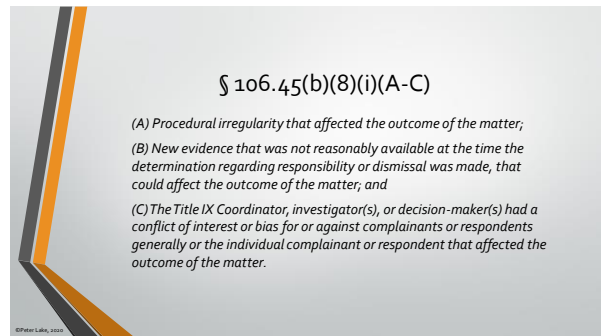 § 106.45(b)(8)(i)(A-C)
(A) Procedural irregularity that affected the outcome of the matter;
(B) New evidence that was not reasonably available at the time the
determination regarding responsibility or dismissal was made, that
could affect the outcome of the matter; and
(C) The Title IX Coordinator, investigator(s), or decision-maker(s) had a
conflict of interest or bias for or against complainants or respondents
generally or the individual complainant or respondent that affected the
outcome of the matter.
©Peter Lake, 2020